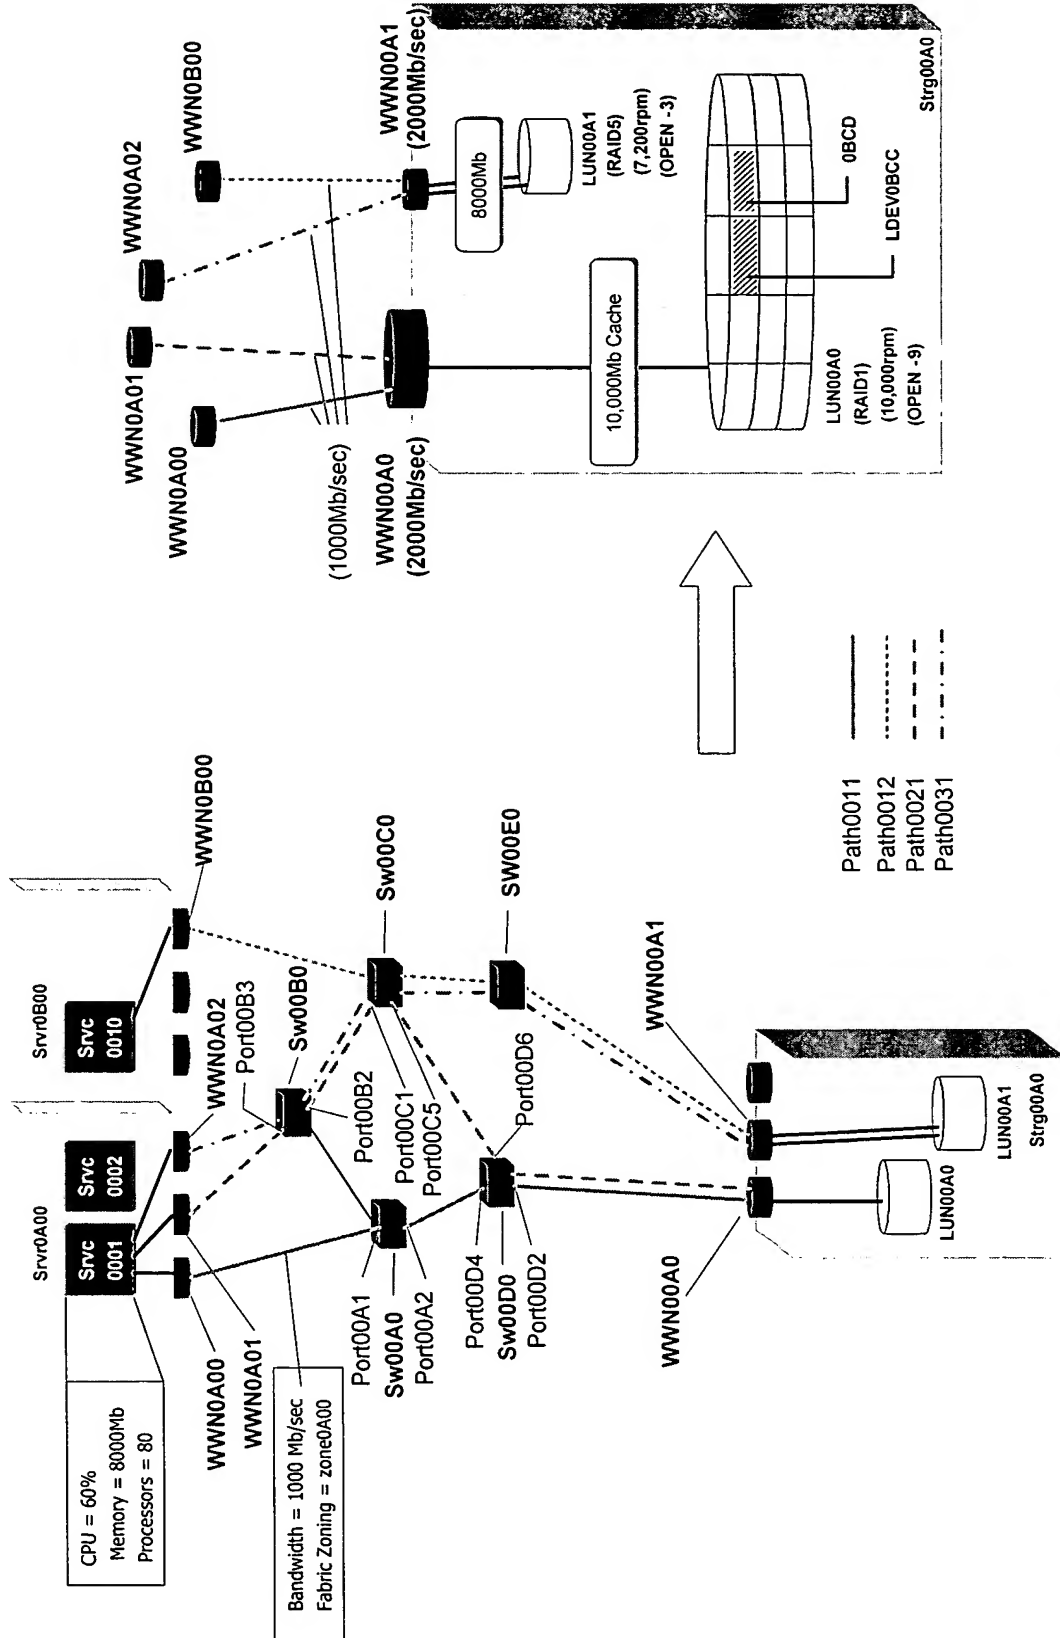 Srvr0A00
Srvr0B00
Srvc
0001
Srvc
0002
Srvc
0010
CPU = 60%
Memory = 8000Mb
Processors = 80
WWN0A00
WWN0A01
WWN0A02
WWN0B00
Port00B3
Sw00B0
Port00B2
Bandwidth = 1000 Mb/sec
Fabric Zoning = zone0A00
Port00A1
Sw00A0
Port00A2
Sw00C0
Port00C1
Port00C5
Port00D4
Sw00D0
Port00D2
Port00D6
SW00E0
WWN00A0
WWN00A1
LUN00A0
LUN00A1
Strg00A0
Path0011
Path0012
Path0021
Path0031
WWN0A00
WWN0A01
WWN0A02
WWN0B00
(1000Mb/sec)
WWN00A0
(2000Mb/sec)
WWN00A1
(2000Mb/sec)
8000Mb
10,000Mb Cache
LUN00A1
(RAID5)
(7,200rpm)
(OPEN -3)
LUN00A0
(RAID1)
(10,000rpm)
(OPEN -9)
0BCD
LDEV0BCC
Strg00A0